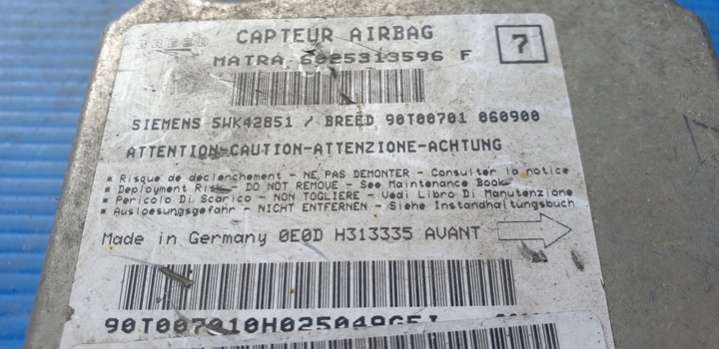 BREED
CAPTEUR AIRBAG
7
MATRA 6025313596 F
SIEMENS 5WK42851 / BREED 90T00701 060900
ATTENTION-CAUTION-ATTENZIONE-ACHTUNG
* Risque de declenchement - NE PAS DEMONTER - Consulter la notice
* Deployment Risk - DO NOT REMOVE - See Maintenance Book
* Pericolo Di Scarico - NON TOGLIERE - Vedi Libro Di Manutenzione
* Ausloesungsgefahr - NICHT ENTFERNEN - Siehe Instandhaltungsbuch
Made in Germany 0E0D H313335 AVANT